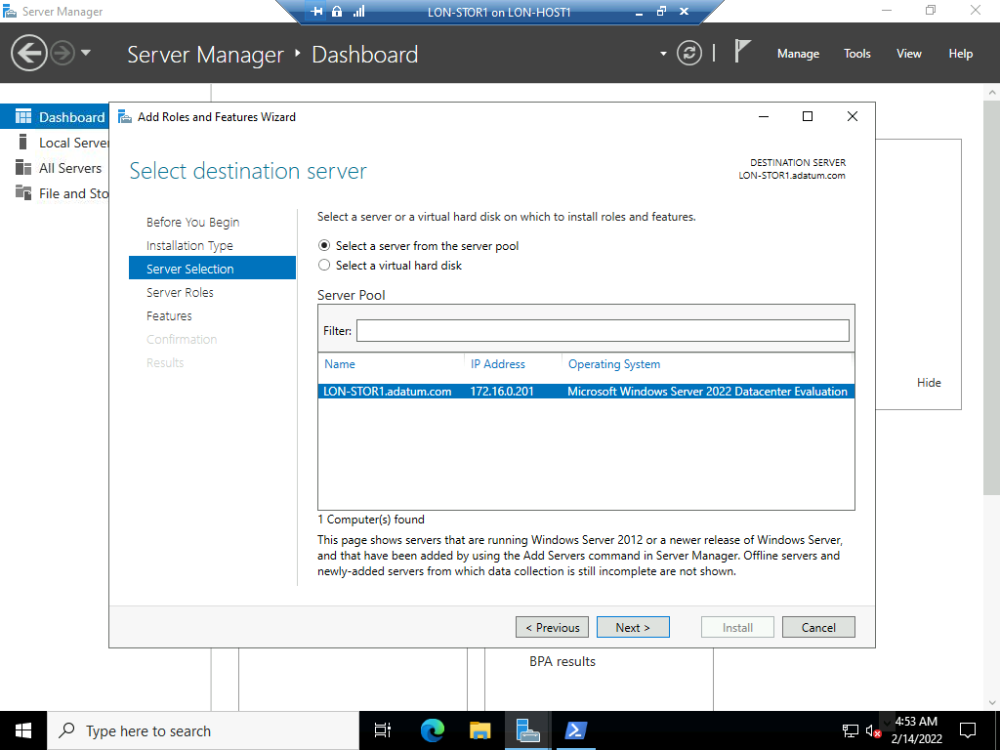 Server Manager
LON-STOR1 on LON-HOST1
Server Manager
Dashboard
Manage
Tools
View
Help
Dashboard
Local Server
All Servers
File and Sto
Add Roles and Features Wizard
Select destination server
DESTINATION SERVER
LON-STOR1.adatum.com
Before You Begin
Installation Type
Server Selection
Server Roles
Features
Confirmation
Results
Select a server or a virtual hard disk on which to install roles and features.
Select a server from the server pool
Select a virtual hard disk
Server Pool
Filter:
Name IP Address Operating System
LON-STOR1.adatum.com 172.16.0.201 Microsoft Windows Server 2022 Datacenter Evaluation
1 Computer(s) found
This page shows servers that are running Windows Server 2012 or a newer release of Windows Server,
and that have been added by using the Add Servers command in Server Manager. Offline servers and
newly-added servers from which data collection is still incomplete are not shown.
< Previous
Next >
Install
Cancel
Hide
BPA results
Type here to search
4:53 AM
2/14/2022